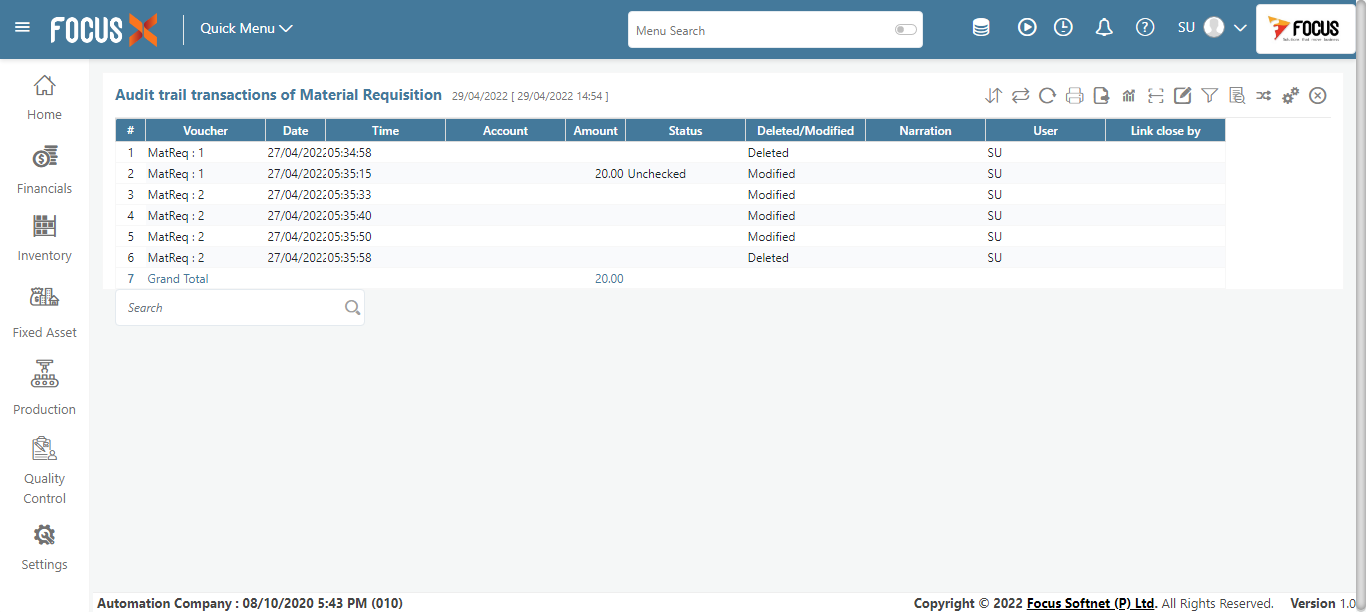 FOCUS X Quick Menu Menu Search SU FOCUS
Home
Financials
Inventory
Fixed Asset
Production
Quality
Control
Settings
Audit trail transactions of Material Requisition 29/04/2022 [ 29/04/2022 14:54 ]
# Voucher Date Time Account Amount Status Deleted/Modified Narration User Link close by
1 MatReq : 1 27/04/2022 05:34:58 Deleted SU
2 MatReq : 1 27/04/2022 05:35:15 20.00 Unchecked Modified SU
3 MatReq : 2 27/04/2022 05:35:33 Modified SU
4 MatReq : 2 27/04/2022 05:35:40 Modified SU
5 MatReq : 2 27/04/2022 05:35:50 Modified SU
6 MatReq : 2 27/04/2022 05:35:58 Deleted SU
7 Grand Total 20.00
Search
Automation Company : 08/10/2020 5:43 PM (010) Copyright © 2022 Focus Softnet (P) Ltd. All Rights Reserved. Version 1.0